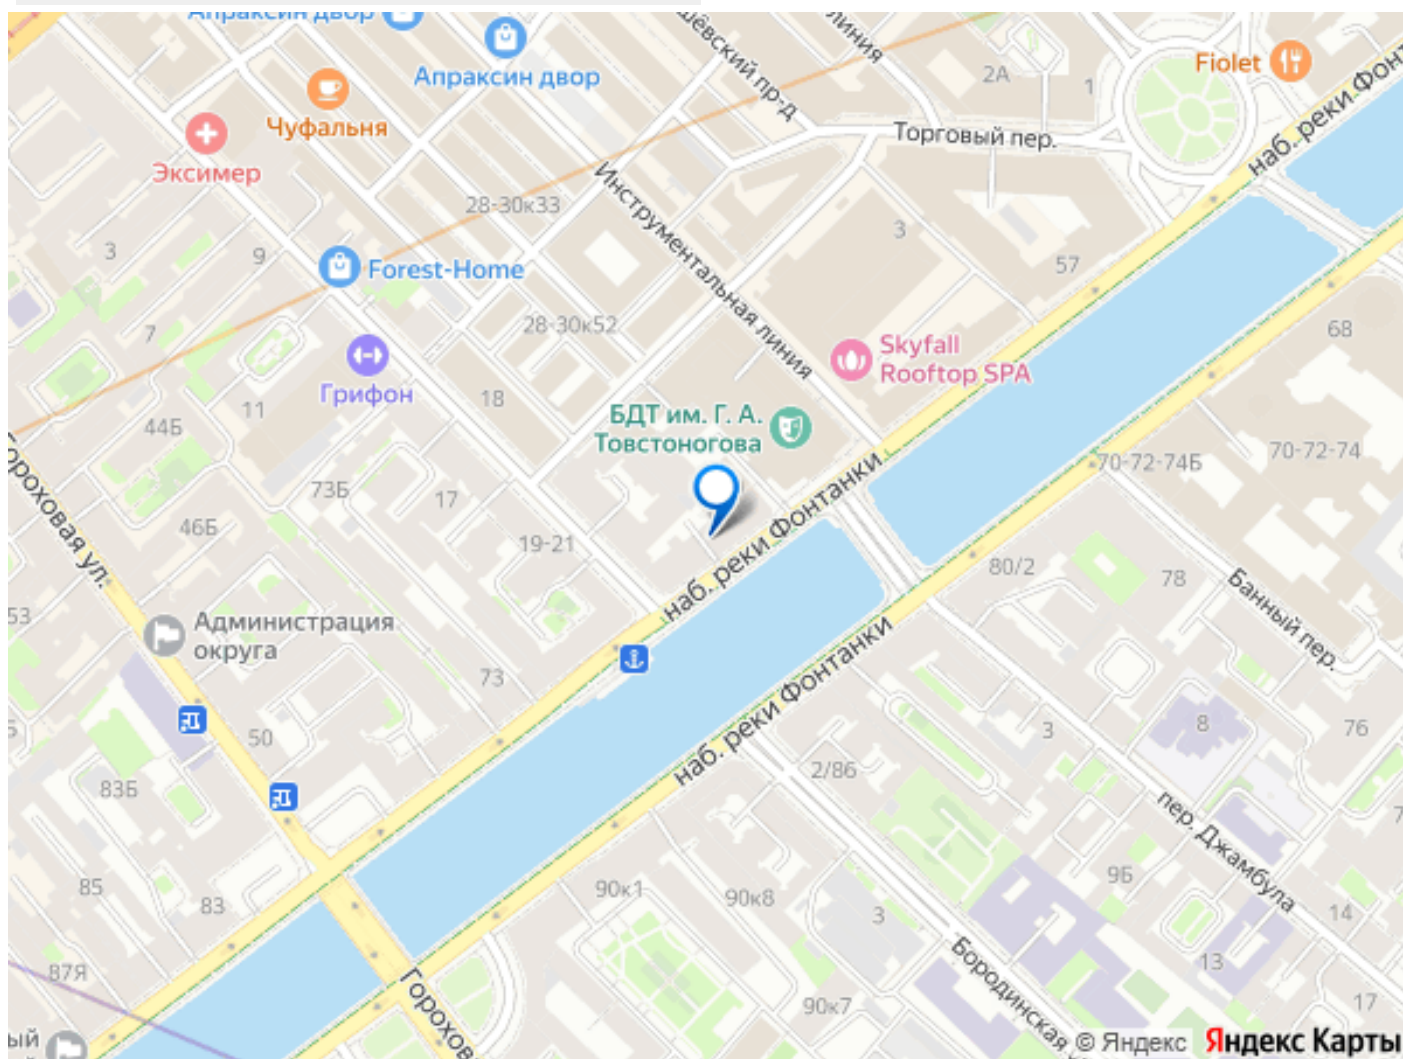 Апраксин двор
Апраксин двор
линия
2А
1
Fiolet
наб. реки Фонт
Чуфальня
Торговый пер.
Эксимер
28-30к33
Инструментальная линия
3
3
9
57
Forest-Home
28-30к52
7
68
Skyfall
Rooftop SPA
Грифон
18
11
БДТ им. Г. А.
Товстоногова
44Б
70-72-74
70-72-74Б
73Б
17
наб. реки Фонтанки
46Б
19-21
Гороховая ул.
80/2
78
Банный пер.
53
Администрация
округа
наб. реки Фонтанки
73
8
3
76
50
2/86
83Б
пер. Джамбула
85
83
90к1
90к8
3
9Б
14
87Я
13
90к7
Бородинская
17
Горохов
ый
© Яндекс
Яндекс Карты